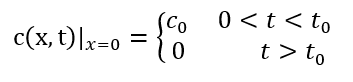 c(x,t)|ₓ₌₀ = { c₀ 0 < t < t₀
0 t > t₀